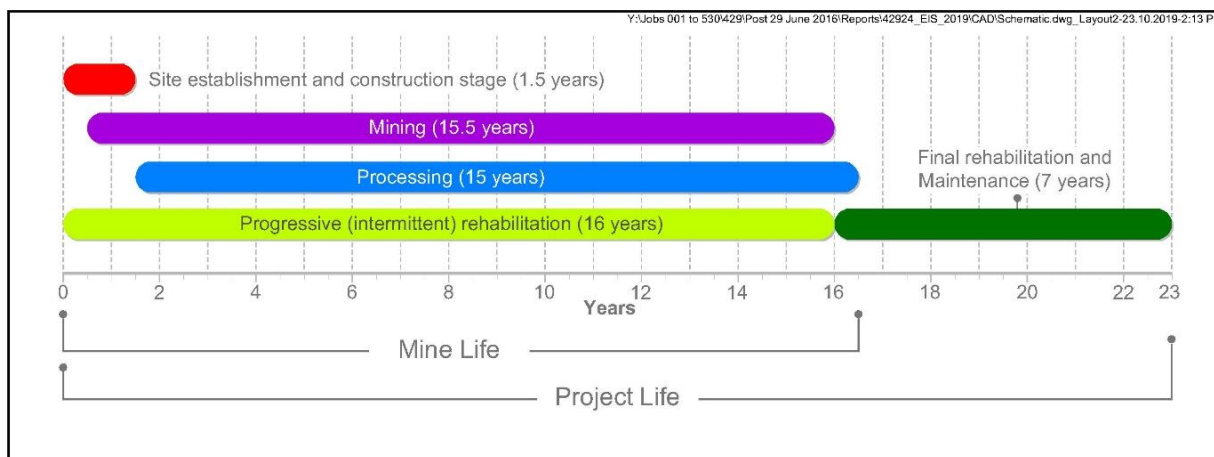 Y:\Jobs 001 to 530\429\Post 29 June 2016\Reports\42924_EIS_2019\CAD\Schematic.dwg_Layout2-23.10.2019-2:13 P
Site establishment and construction stage (1.5 years)
Mining (15.5 years)
Processing (15 years)
Final rehabilitation and
Maintenance (7 years)
Progressive (intermittent) rehabilitation (16 years)
0 2 4 6 8 10 12 14 16 18 20 22 23
Years
Mine Life
Project Life